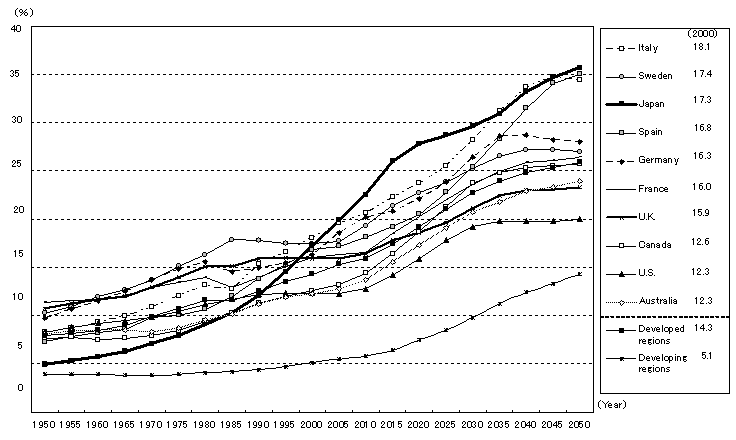 (%)
40
35
30
25
20
15
10
5
0
1950 1955 1960 1965 1970 1975 1980 1985 1990 1995 2000 2005 2010 2015 2020 2025 2030 2035 2040 2045 2050
(Year)
(2000)
Italy 18.1
Sweden 17.4
Japan 17.3
Spain 16.8
Germany 16.3
France 16.0
U.K. 15.9
Canada 12.6
U.S. 12.3
Australia 12.3
Developed 14.3
regions
Developing 5.1
regions